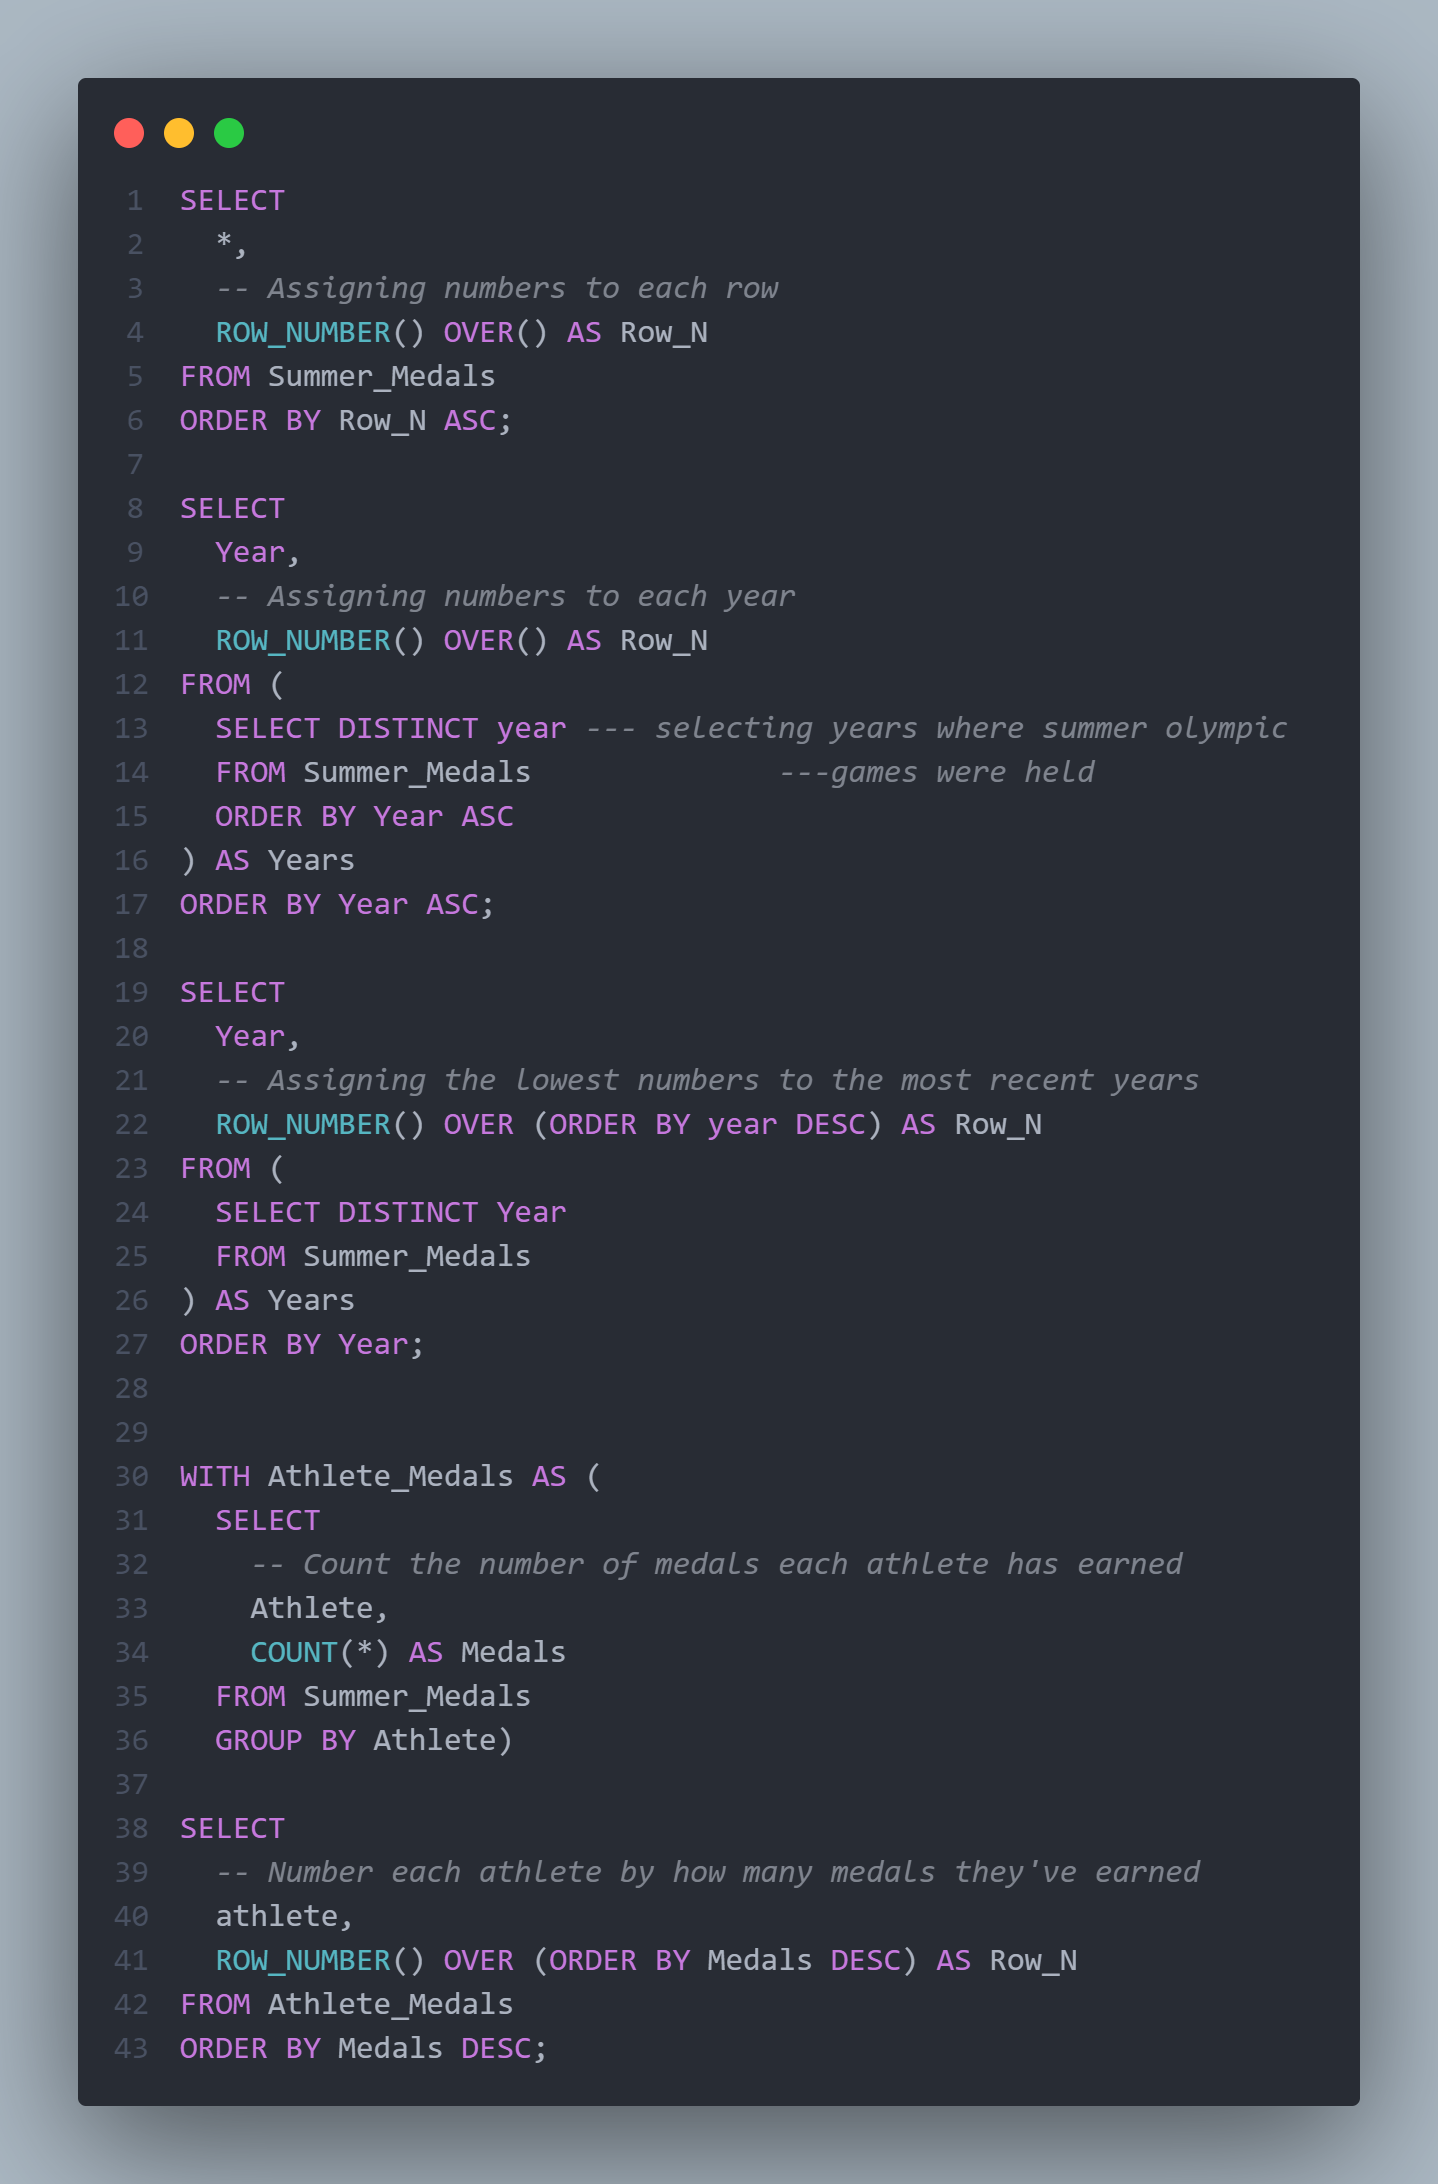 1 SELECT
2   *,
3   -- Assigning numbers to each row
4   ROW_NUMBER() OVER() AS Row_N
5 FROM Summer_Medals
6 ORDER BY Row_N ASC;
7
8 SELECT
9   Year,
10   -- Assigning numbers to each year
11   ROW_NUMBER() OVER() AS Row_N
12 FROM (
13   SELECT DISTINCT year --- selecting years where summer olympic
14   FROM Summer_Medals              ---games were held
15   ORDER BY Year ASC
16 ) AS Years
17 ORDER BY Year ASC;
18
19 SELECT
20   Year,
21   -- Assigning the lowest numbers to the most recent years
22   ROW_NUMBER() OVER (ORDER BY year DESC) AS Row_N
23 FROM (
24   SELECT DISTINCT Year
25   FROM Summer_Medals
26 ) AS Years
27 ORDER BY Year;
28
29
30 WITH Athlete_Medals AS (
31   SELECT
32     -- Count the number of medals each athlete has earned
33     Athlete,
34     COUNT(*) AS Medals
35   FROM Summer_Medals
36   GROUP BY Athlete)
37
38 SELECT
39   -- Number each athlete by how many medals they've earned
40   athlete,
41   ROW_NUMBER() OVER (ORDER BY Medals DESC) AS Row_N
42 FROM Athlete_Medals
43 ORDER BY Medals DESC;